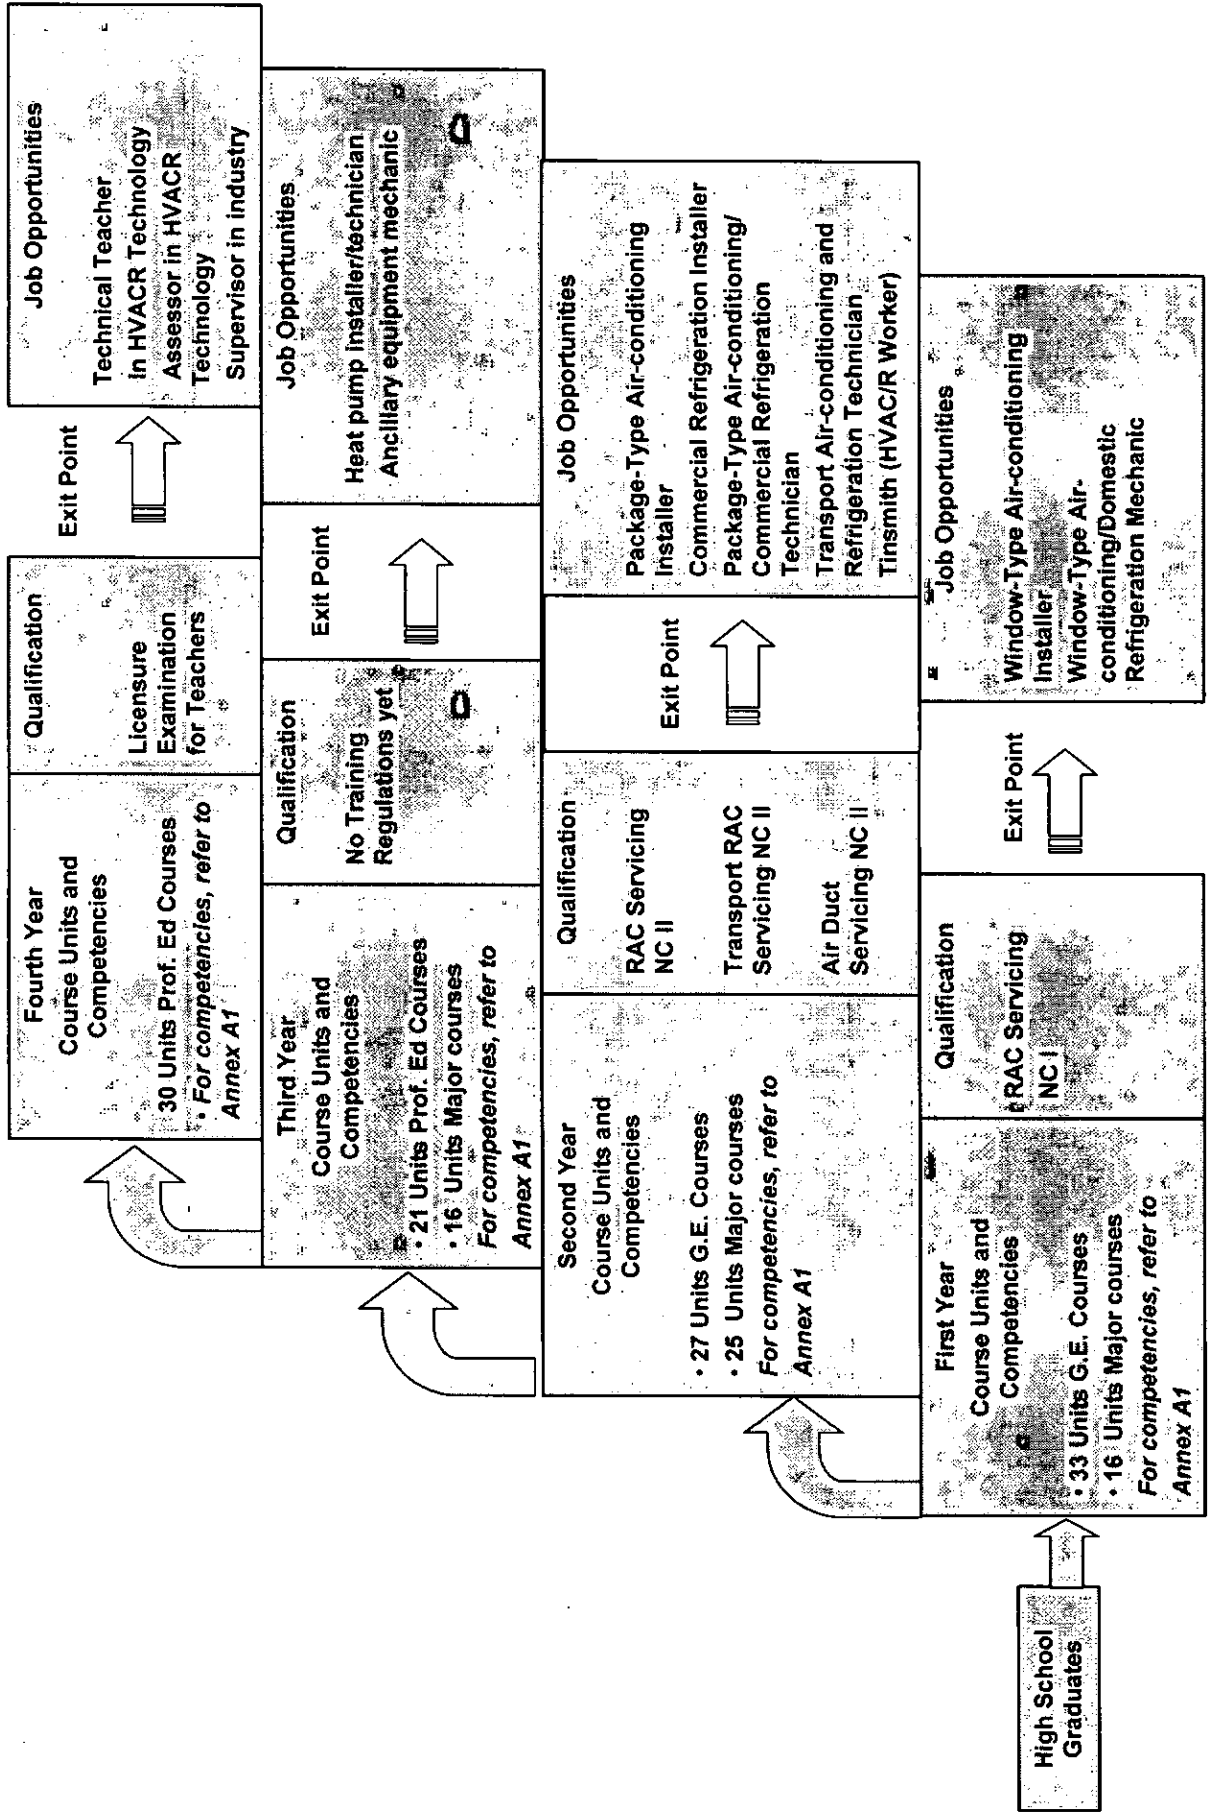 Fourth Year
Course Units and
Competencies
30 Units Prof. Ed Courses
• For competencies, refer to
Annex A1
Qualification
Licensure
Examination
for Teachers
Exit Point
Job Opportunities
Technical Teacher
In HVACR Technology
Assessor in HVACR
Technology
Supervisor in industry
Third Year
Course Units and
Competencies
• 21 Units Prof. Ed Courses
• 16 Units Major courses
For competencies, refer to
Annex A1
Qualification
No Training
Regulations yet
Exit Point
Job Opportunities
Heat pump Installer/technician
Ancillary equipment mechanic
Second Year
Course Units and
Competencies
• 27 Units G.E. Courses
• 25 Units Major courses
For competencies, refer to
Annex A1
Qualification
RAC Servicing
NC II
Transport RAC
Servicing NC II
Air Duct
Servicing NC II
Exit Point
Job Opportunities
Package-Type Air-conditioning
Installer
Commercial Refrigeration Installer
Package-Type Air-conditioning/
Commercial Refrigeration
Technician
Transport Air-conditioning and
Refrigeration Technician
Tinsmith (HVAC/R Worker)
First Year
Course Units and
Competencies
• 33 Units G.E. Courses
• 16 Units Major courses
For competencies, refer to
Annex A1
Qualification
RAC Servicing
NC I
Exit Point
Job Opportunities
Window-Type Air-conditioning
Installer
Window-Type Air-
conditioning/Domestic
Refrigeration Mechanic
High School
Graduates